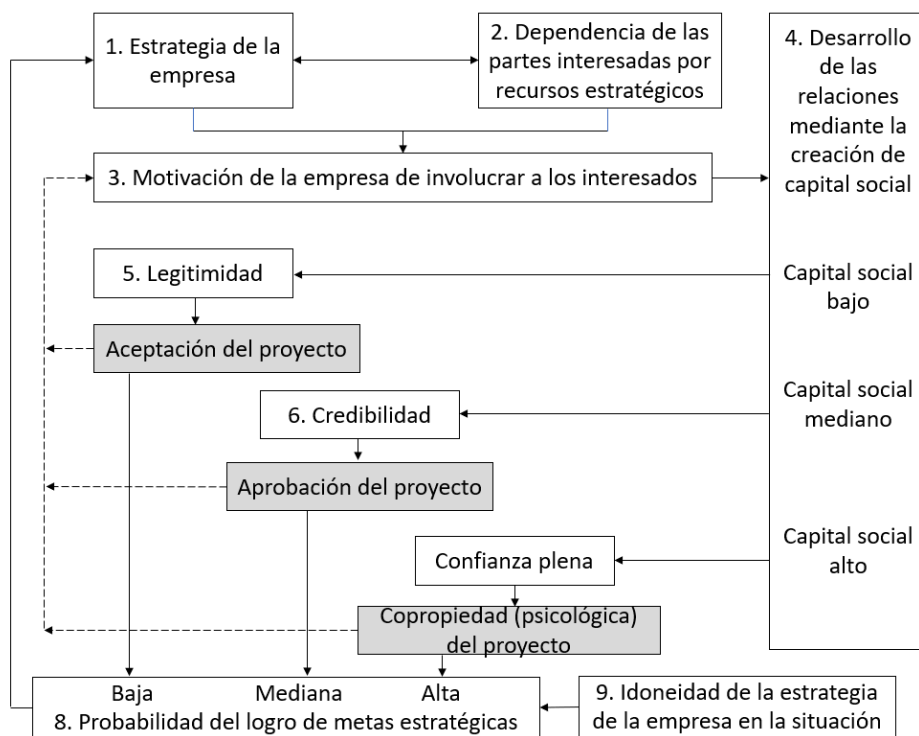 1. Estrategia de la
empresa
2. Dependencia de las
partes interesadas por
recursos estratégicos
4. Desarrollo
de las
relaciones
mediante la
creación de
capital social
3. Motivación de la empresa de involucrar a los interesados
5. Legitimidad
Capital social
bajo
Aceptación del proyecto
6. Credibilidad
Capital social
mediano
Aprobación del proyecto
Confianza plena
Capital social
alto
Copropiedad (psicológica)
del proyecto
Baja Mediana Alta
8. Probabilidad del logro de metas estratégicas
9. Idoneidad de la estrategia
de la empresa en la situación